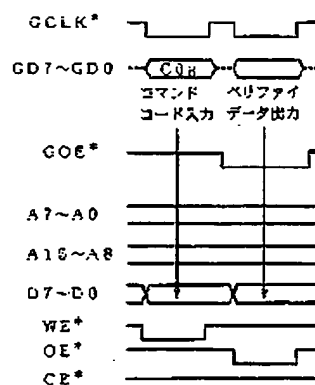 GCLK*
GD7~GD0 C0H
コマンド ベリファイ
コード入力 データ出力
GOE*
A7~A0
A16~A8
D7~D0
WE*
OE*
CE*